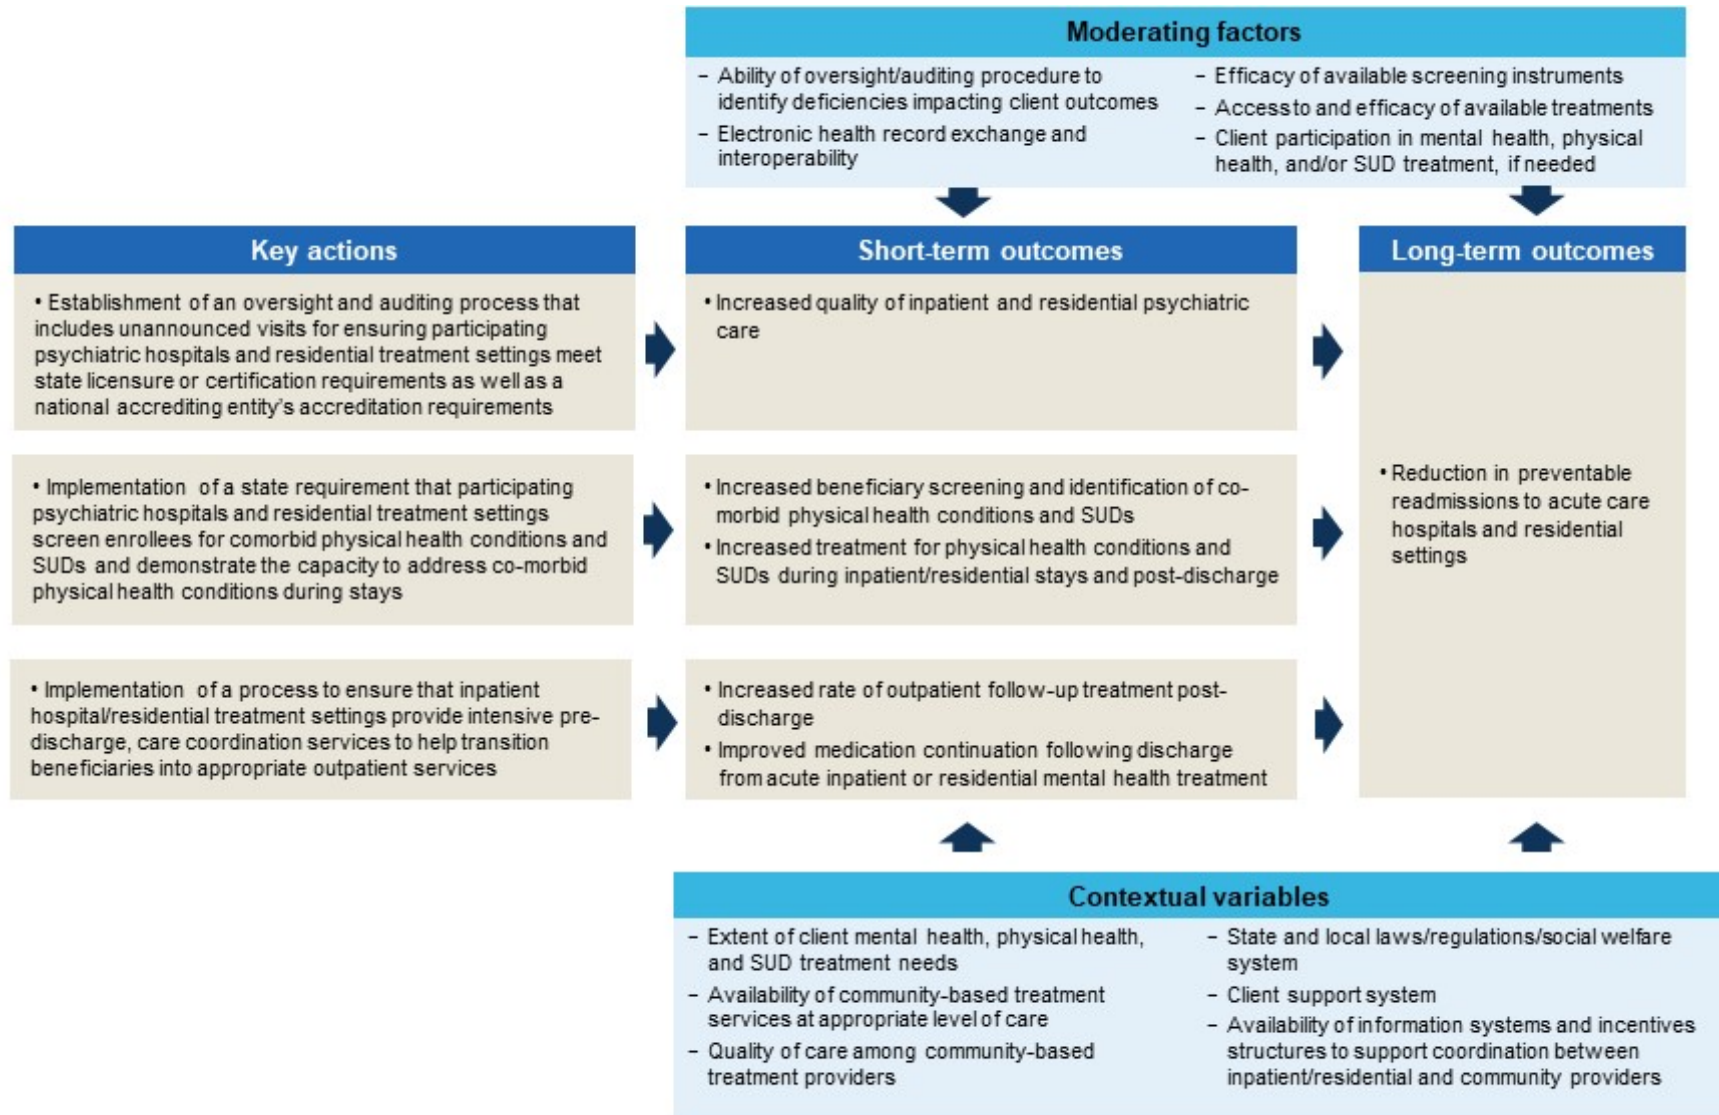 Moderating factors
– Ability of oversight/auditing procedure to
identify deficiencies impacting client outcomes
– Electronic health record exchange and
interoperability
– Efficacy of available screening instruments
– Access to and efficacy of available treatments
– Client participation in mental health, physical
health, and/or SUD treatment, if needed
Key actions
• Establishment of an oversight and auditing process that
includes unannounced visits for ensuring participating
psychiatric hospitals and residential treatment settings meet
state licensure or certification requirements as well as a
national accrediting entity's accreditation requirements
• Implementation of a state requirement that participating
psychiatric hospitals and residential treatment settings
screen enrollees for comorbid physical health conditions and
SUDs and demonstrate the capacity to address co-morbid
physical health conditions during stays
• Implementation of a process to ensure that inpatient
hospital/residential treatment settings provide intensive pre-
discharge, care coordination services to help transition
beneficiaries into appropriate outpatient services
Short-term outcomes
• Increased quality of inpatient and residential psychiatric
care
• Increased beneficiary screening and identification of co-
morbid physical health conditions and SUDs
• Increased treatment for physical health conditions and
SUDs during inpatient/residential stays and post-discharge
• Increased rate of outpatient follow-up treatment post-
discharge
• Improved medication continuation following discharge
from acute inpatient or residential mental health treatment
Long-term outcomes
• Reduction in preventable
readmissions to acute care
hospitals and residential
settings
Contextual variables
– Extent of client mental health, physical health,
and SUD treatment needs
– Availability of community-based treatment
services at appropriate level of care
– Quality of care among community-based
treatment providers
– State and local laws/regulations/social welfare
system
– Client support system
– Availability of information systems and incentives
structures to support coordination between
inpatient/residential and community providers